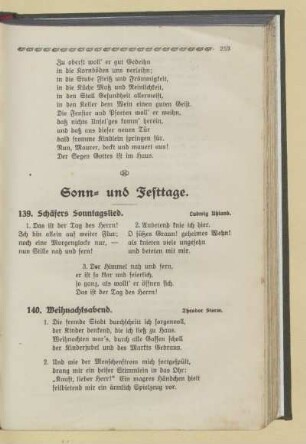 253
Zu oberst woll' er gut Gedeihn
in die Kornböden uns verleihn;
in die Stube Fleiß und Frömmigkeit,
in die Küche Maß und Reinlichkeit,
in den Stall Gesundheit allermeist,
in den Keller dem Wein einen guten Geist.
Die Fenster und Pforten woll' er weihn,
daß nichts Unsel'ges komm' herein,
und daß aus dieser neuen Tür
bald fromme Kindlein springen für.
Nun, Maurer, deckt und mauert aus!
Der Segen Gottes ist im Haus.
Sonn- und Festtage.
139. Schäfers Sonntagslied. Ludwig Uhland.
1. Das ist der Tag des Herrn!
Ich bin allein auf weiter Flur;
noch eine Morgenglocke nur, —
nun Stille nah und fern!
2. Anbetend knie ich hier.
O süßes Graun! geheimes Wehn!
als knieten viele ungesehn
und beteten mit mir.
3. Der Himmel nah und fern,
er ist so klar und feierlich,
so ganz, als wollt' er öffnen sich.
Das ist der Tag des Herrn!
140. Weihnachtsabend. Theodor Storm.
1. Die fremde Stadt durchschritt ich sorgenvoll,
der Kinder denkend, die ich ließ zu Haus.
Weihnachten war's, durch alle Gassen scholl
der Kinderjubel und des Markts Gebraus.
2. Und wie der Menschenstrom mich fortgespült,
drang mir ein heiser Stimmlein in das Ohr:
„Kauft, lieber Herr!" Ein magres Händchen hielt
feilbietend mir ein ärmlich Spielzeug vor.